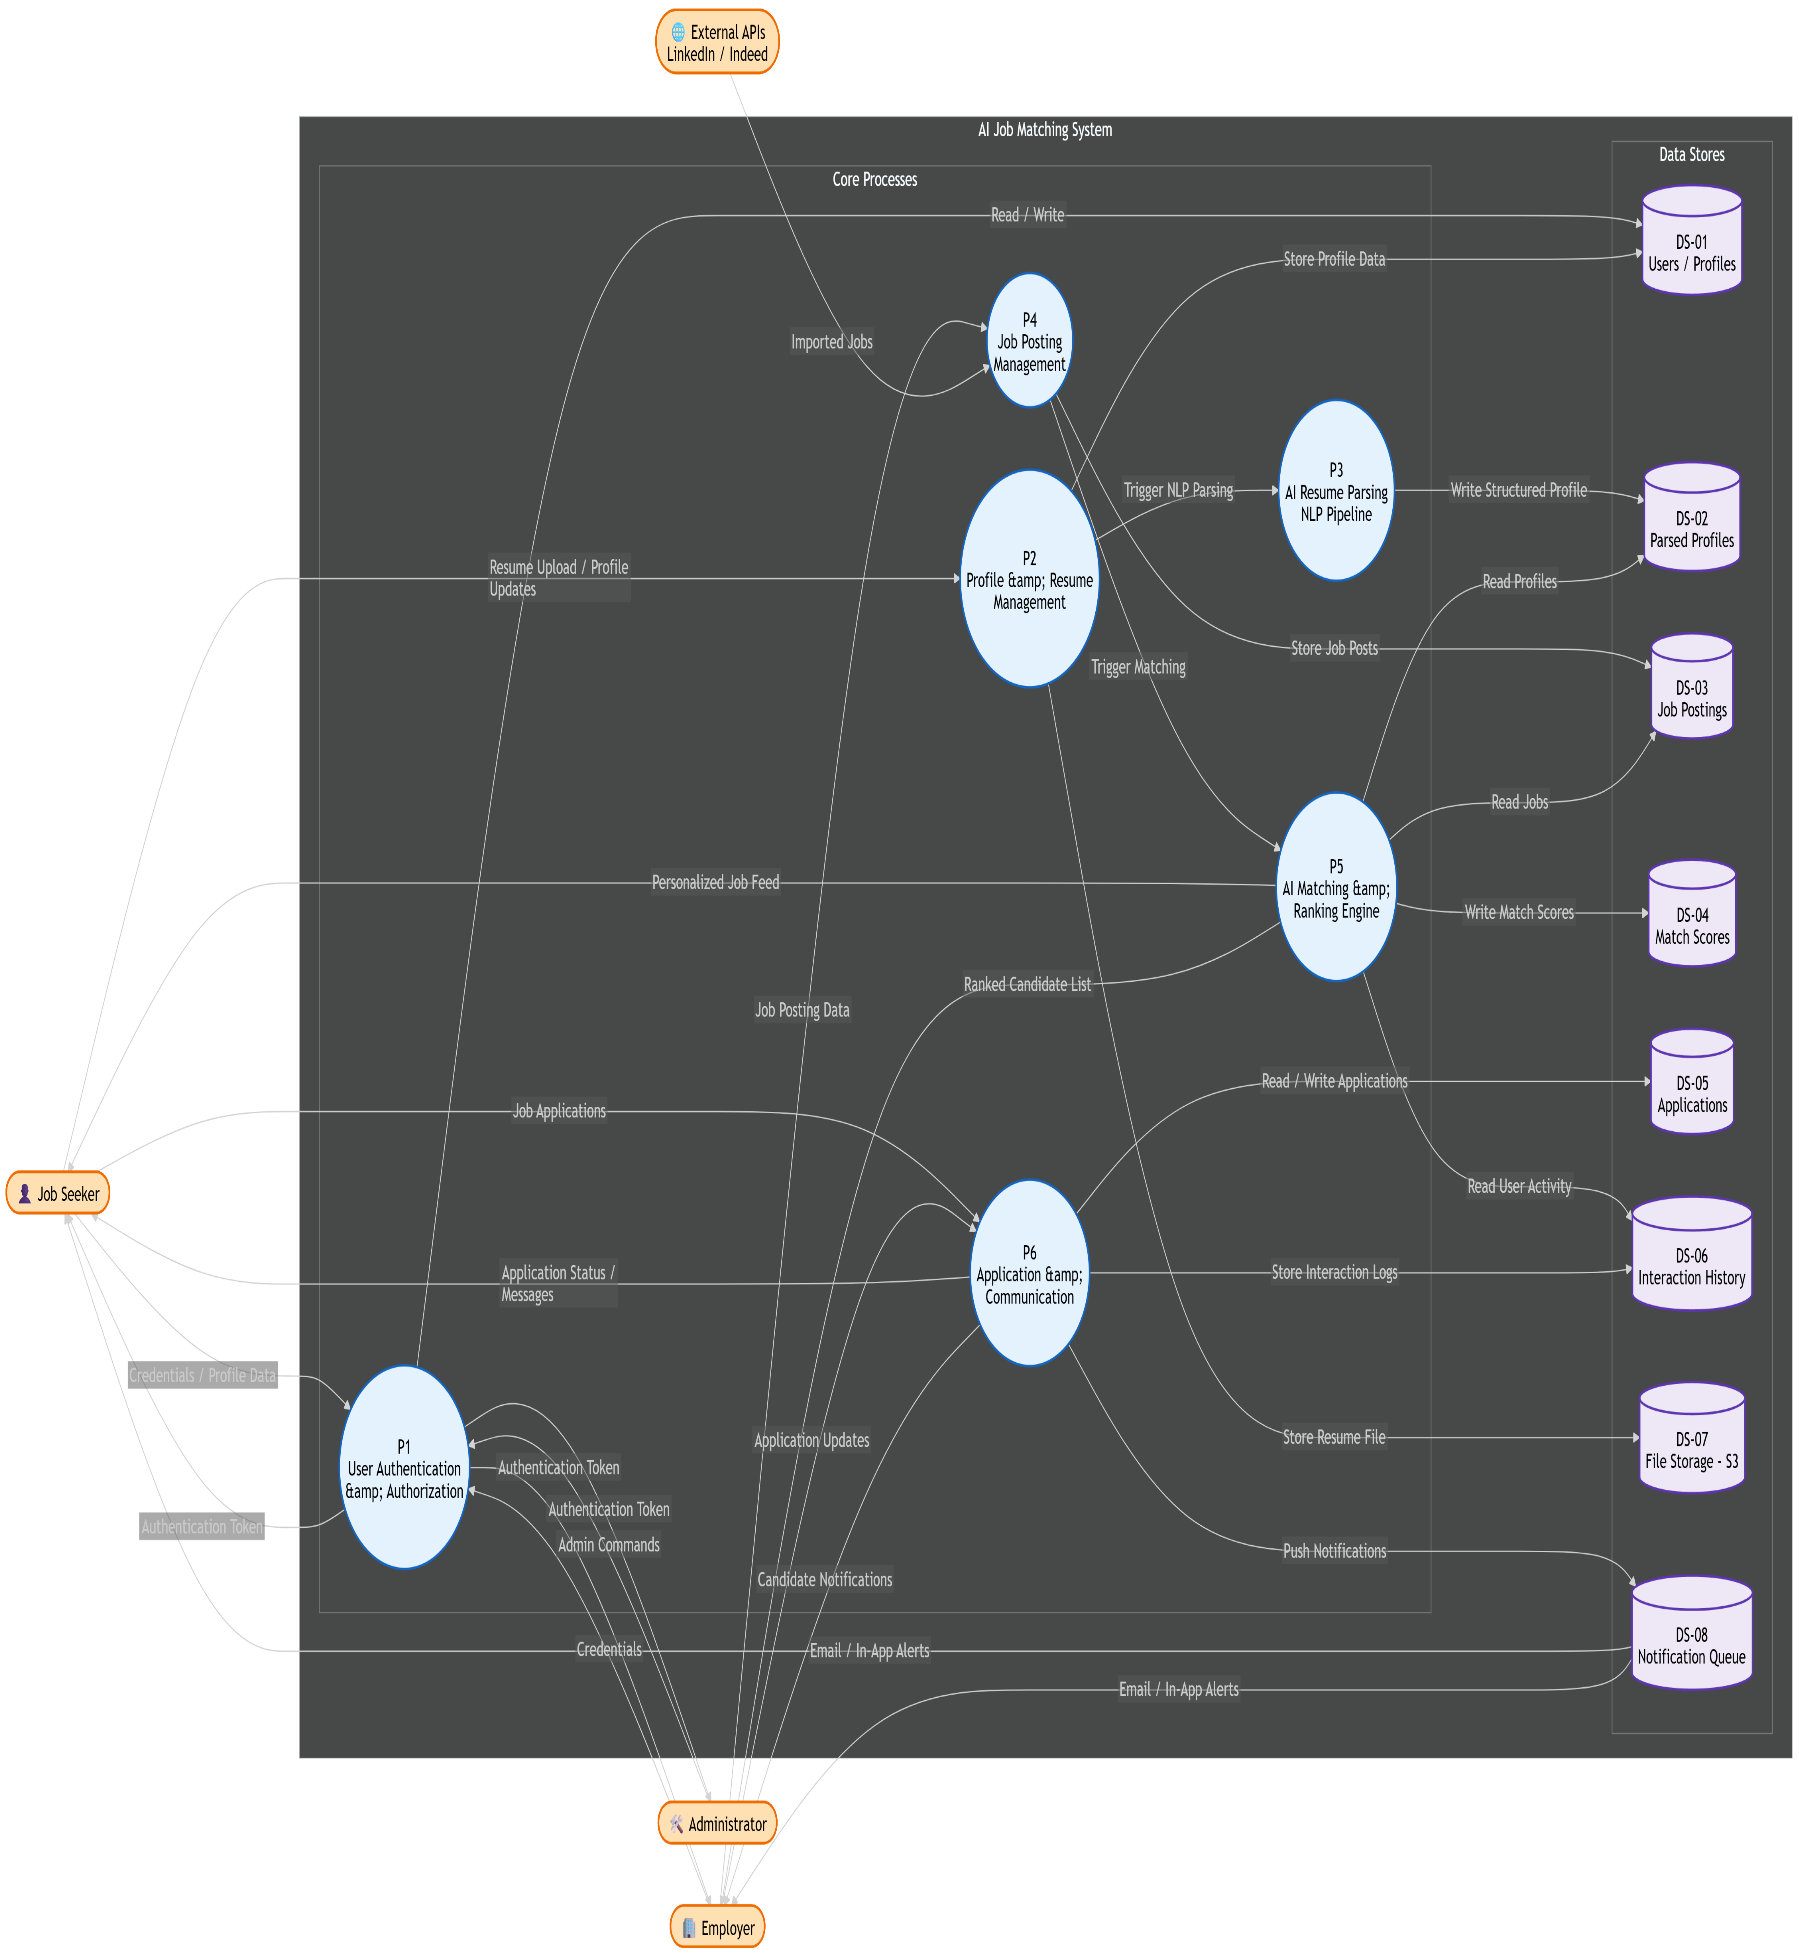 🌐 External APIs
LinkedIn / Indeed
AI Job Matching System
Data Stores
Core Processes
Read / Write
DS-01
Users / Profiles
Store Profile Data
P4
Job Posting
Management
Imported Jobs
P3
AI Resume Parsing
NLP Pipeline
Trigger NLP Parsing
Write Structured Profile
DS-02
Parsed Profiles
P2
Profile &amp; Resume
Management
Resume Upload / Profile
Updates
Read Profiles
Store Job Posts
Trigger Matching
DS-03
Job Postings
Read Jobs
P5
AI Matching &amp;
Ranking Engine
Personalized Job Feed
Write Match Scores
DS-04
Match Scores
Ranked Candidate List
Job Posting Data
Read / Write Applications
DS-05
Applications
Job Applications
👤 Job Seeker
Read User Activity
P6
Application &amp;
Communication
Application Status /
Messages
Store Interaction Logs
DS-06
Interaction History
Credentials / Profile Data
P1
User Authentication
&amp; Authorization
Application Updates
Store Resume File
DS-07
File Storage - S3
Authentication Token
Authentication Token
Authentication Token
Admin Commands
Candidate Notifications
Push Notifications
DS-08
Notification Queue
Credentials
Email / In-App Alerts
Email / In-App Alerts
🛠 Administrator
🏢 Employer